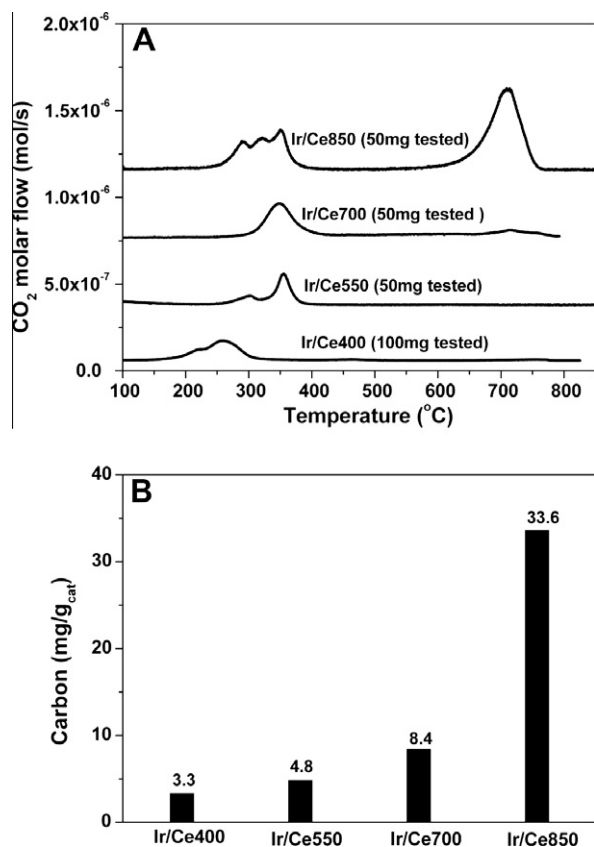 A
2.0x10-6
1.5x10-6
1.0x10-6
5.0x10-7
0.0
CO2 molar flow (mol/s)
Ir/Ce850 (50mg tested)
Ir/Ce700 (50mg tested )
Ir/Ce550 (50mg tested)
Ir/Ce400 (100mg tested)
100 200 300 400 500 600 700 800
Temperature (oC)
B
40
30
20
10
0
Carbon (mg/gcat)
3.3
4.8
8.4
33.6
Ir/Ce400 Ir/Ce550 Ir/Ce700 Ir/Ce850